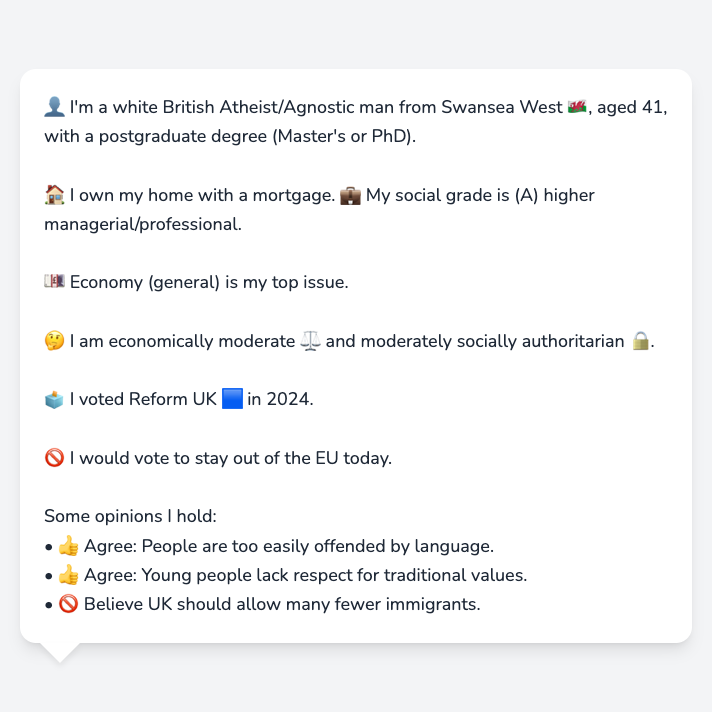 👤 I'm a white British Atheist/Agnostic man from Swansea West 🏴󠁧󠁢󠁷󠁬󠁳󠁿, aged 41,
with a postgraduate degree (Master's or PhD).
🏠 I own my home with a mortgage. 💼 My social grade is (A) higher
managerial/professional.
💷 Economy (general) is my top issue.
🤔 I am economically moderate ⚖️ and moderately socially authoritarian 🔒.
🗳️ I voted Reform UK 🟦 in 2024.
🚫 I would vote to stay out of the EU today.
Some opinions I hold:
• 👍 Agree: People are too easily offended by language.
• 👍 Agree: Young people lack respect for traditional values.
• 🚫 Believe UK should allow many fewer immigrants.